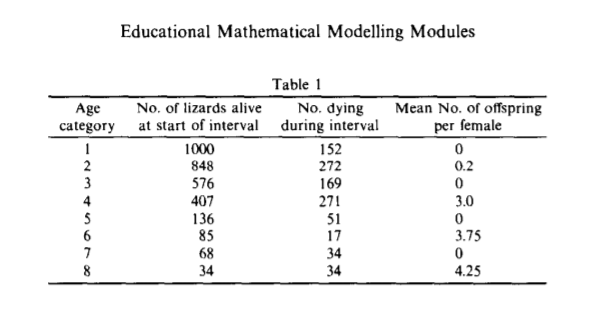 Educational Mathematical Modelling Modules
Table 1
Age No. of lizards alive No. dying Mean No. of offspring
category at start of interval during interval per female
1 1000 152 0
2 848 272 0.2
3 576 169 0
4 407 271 3.0
5 136 51 0
6 85 17 3.75
7 68 34 0
8 34 34 4.25